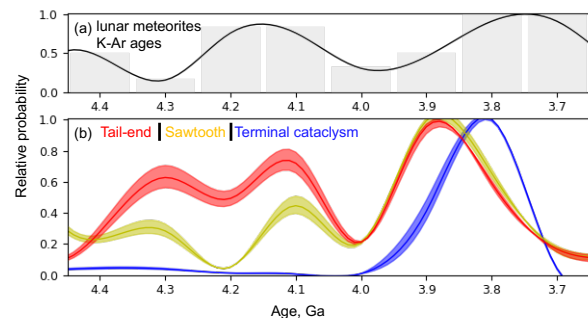 (a) lunar meteorites
K-Ar ages
1.0
0.5
0.0
4.4 4.3 4.2 4.1 4.0 3.9 3.8 3.7
Relative probability
(b) Tail-end Sawtooth Terminal cataclysm
1.0
0.8
0.6
0.4
0.2
0.0
4.4 4.3 4.2 4.1 4.0 3.9 3.8 3.7
Age, Ga